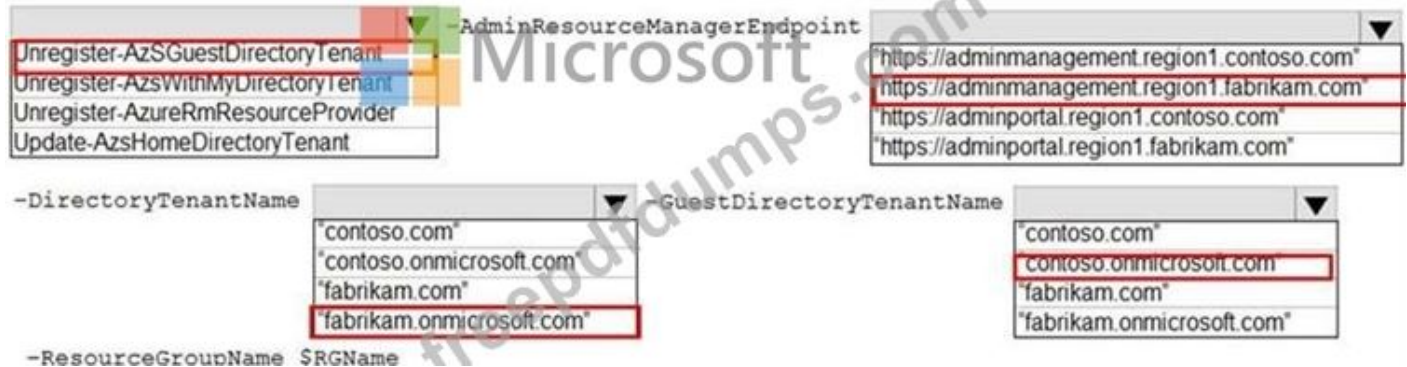 -AdminResourceManagerEndpoint
Unregister-AzSGuestDirectoryTenant
Unregister-AzsWithMyDirectoryTenant
Unregister-AzureRmResourceProvider
Update-AzsHomeDirectoryTenant
Microsoft
"https://adminmanagement.region1.contoso.com"
"https://adminmanagement.region1.fabrikam.com"
"https://adminportal.region1.contoso.com"
"https://adminportal.region1.fabrikam.com"
-DirectoryTenantName
"contoso.com"
"contoso.onmicrosoft.com"
"fabrikam.com"
"fabrikam.onmicrosoft.com"
-GuestDirectoryTenantName
"contoso.com"
"contoso.onmicrosoft.com"
"fabrikam.com"
"fabrikam.onmicrosoft.com"
-ResourceGroupName $RGName
freepdfdumps.com